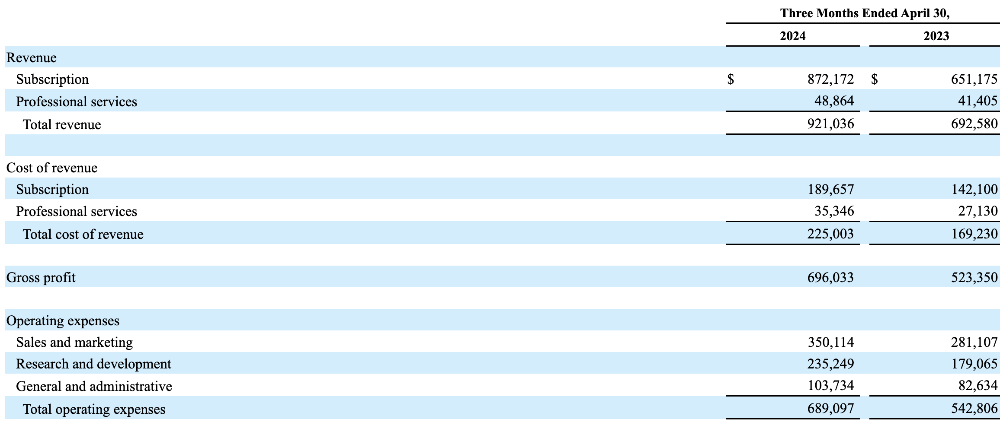 Three Months Ended April 30,
2024 2023
Revenue
Subscription $ 872,172 $ 651,175
Professional services 48,864 41,405
Total revenue 921,036 692,580
Cost of revenue
Subscription 189,657 142,100
Professional services 35,346 27,130
Total cost of revenue 225,003 169,230
Gross profit 696,033 523,350
Operating expenses
Sales and marketing 350,114 281,107
Research and development 235,249 179,065
General and administrative 103,734 82,634
Total operating expenses 689,097 542,806